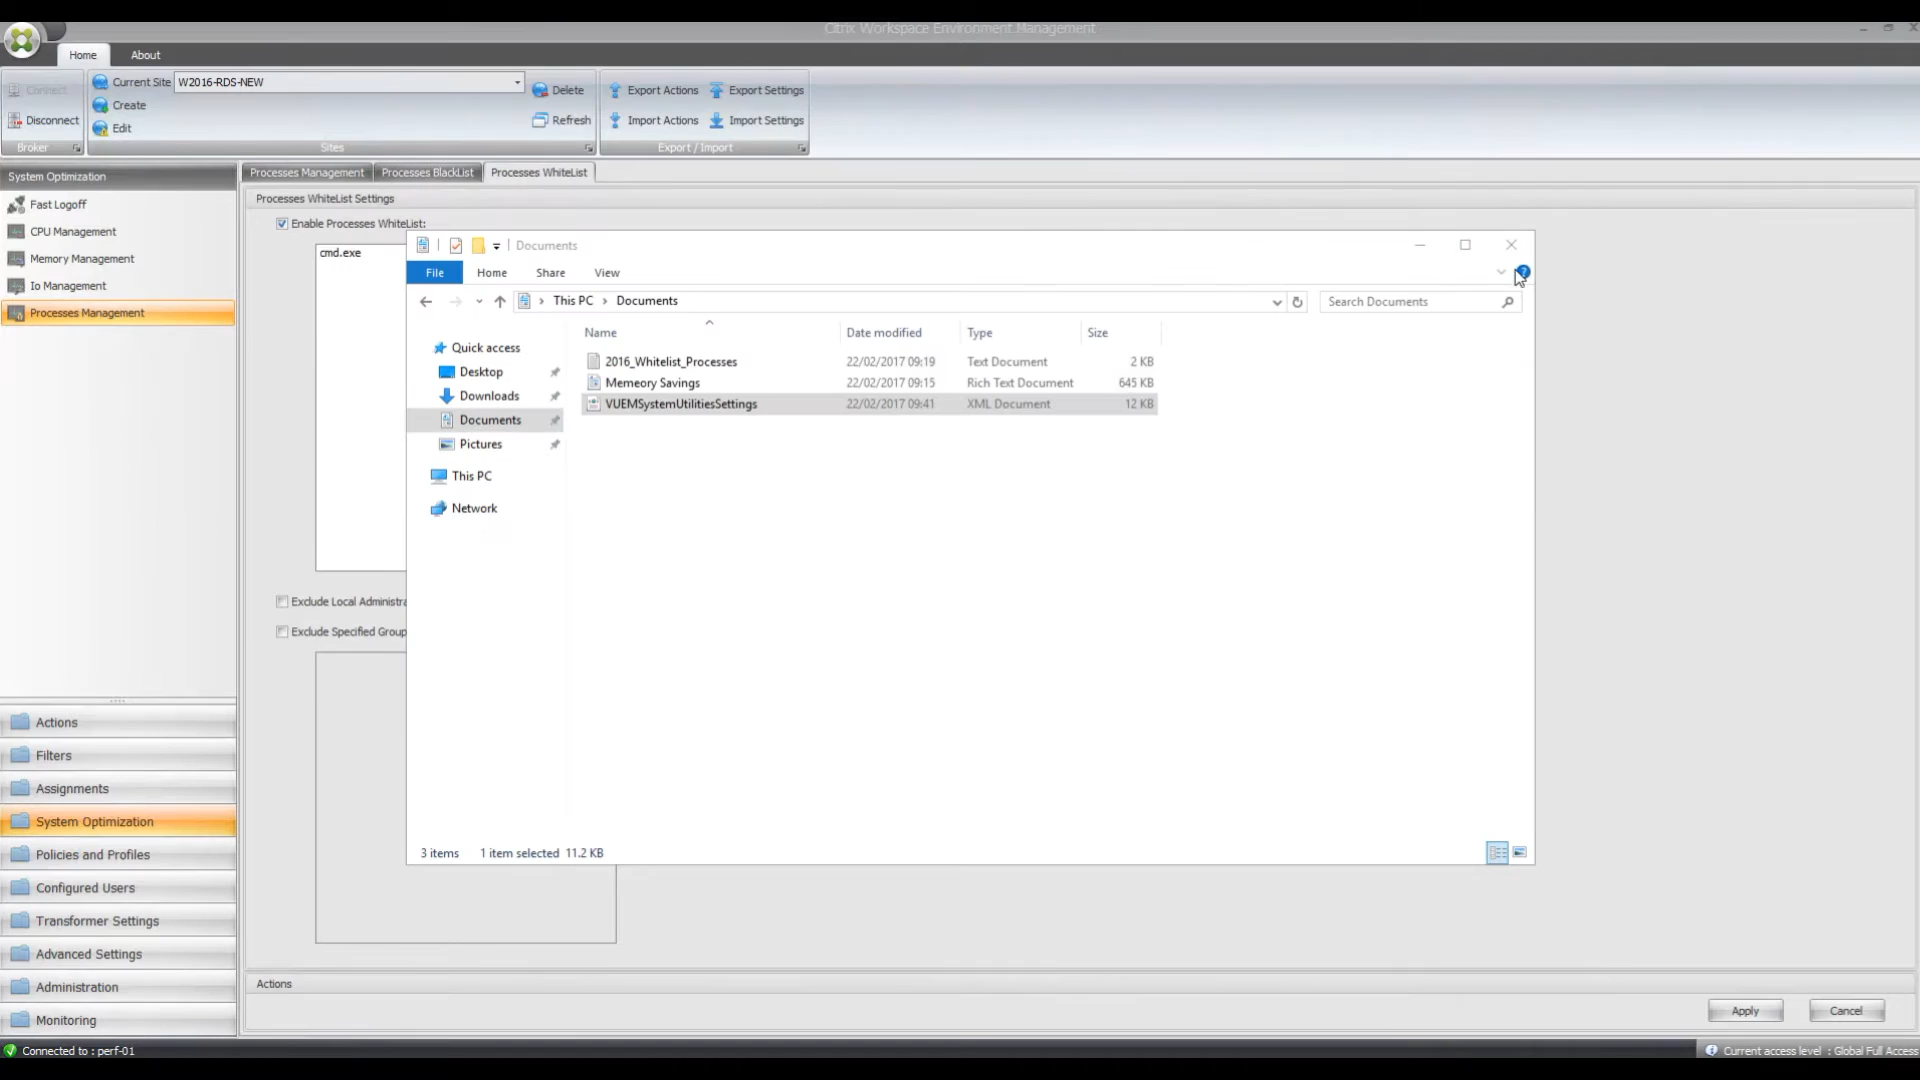 Citrix Workspace Environment Management
Home
About
Connect
Current Site
W2016-RDS-NEW
Delete
Export Actions
Export Settings
Create
Disconnect
Refresh
Import Actions
Import Settings
Edit
Broker
Sites
Export / Import
System Optimization
Processes Management
Processes BlackList
Processes WhiteList
Fast Logoff
CPU Management
Memory Management
Io Management
Processes Management
Processes WhiteList Settings
Enable Processes WhiteList:
cmd.exe
Exclude Local Administra
Exclude Specified Group
Documents
File
Home
Share
View
?
This PC
Documents
Search Documents
Name
Date modified
Type
Size
Quick access
Desktop
Downloads
Documents
Pictures
This PC
Network
2016_Whitelist_Processes 22/02/2017 09:19 Text Document 2 KB
Memeory Savings 22/02/2017 09:15 Rich Text Document 645 KB
VUEMSystemUtilitiesSettings 22/02/2017 09:41 XML Document 12 KB
3 items 1 item selected 11.2 KB
Actions
Filters
Assignments
System Optimization
Policies and Profiles
Configured Users
Transformer Settings
Advanced Settings
Administration
Monitoring
Actions
Apply
Cancel
Connected to : perf-01
Current access level : Global Full Access